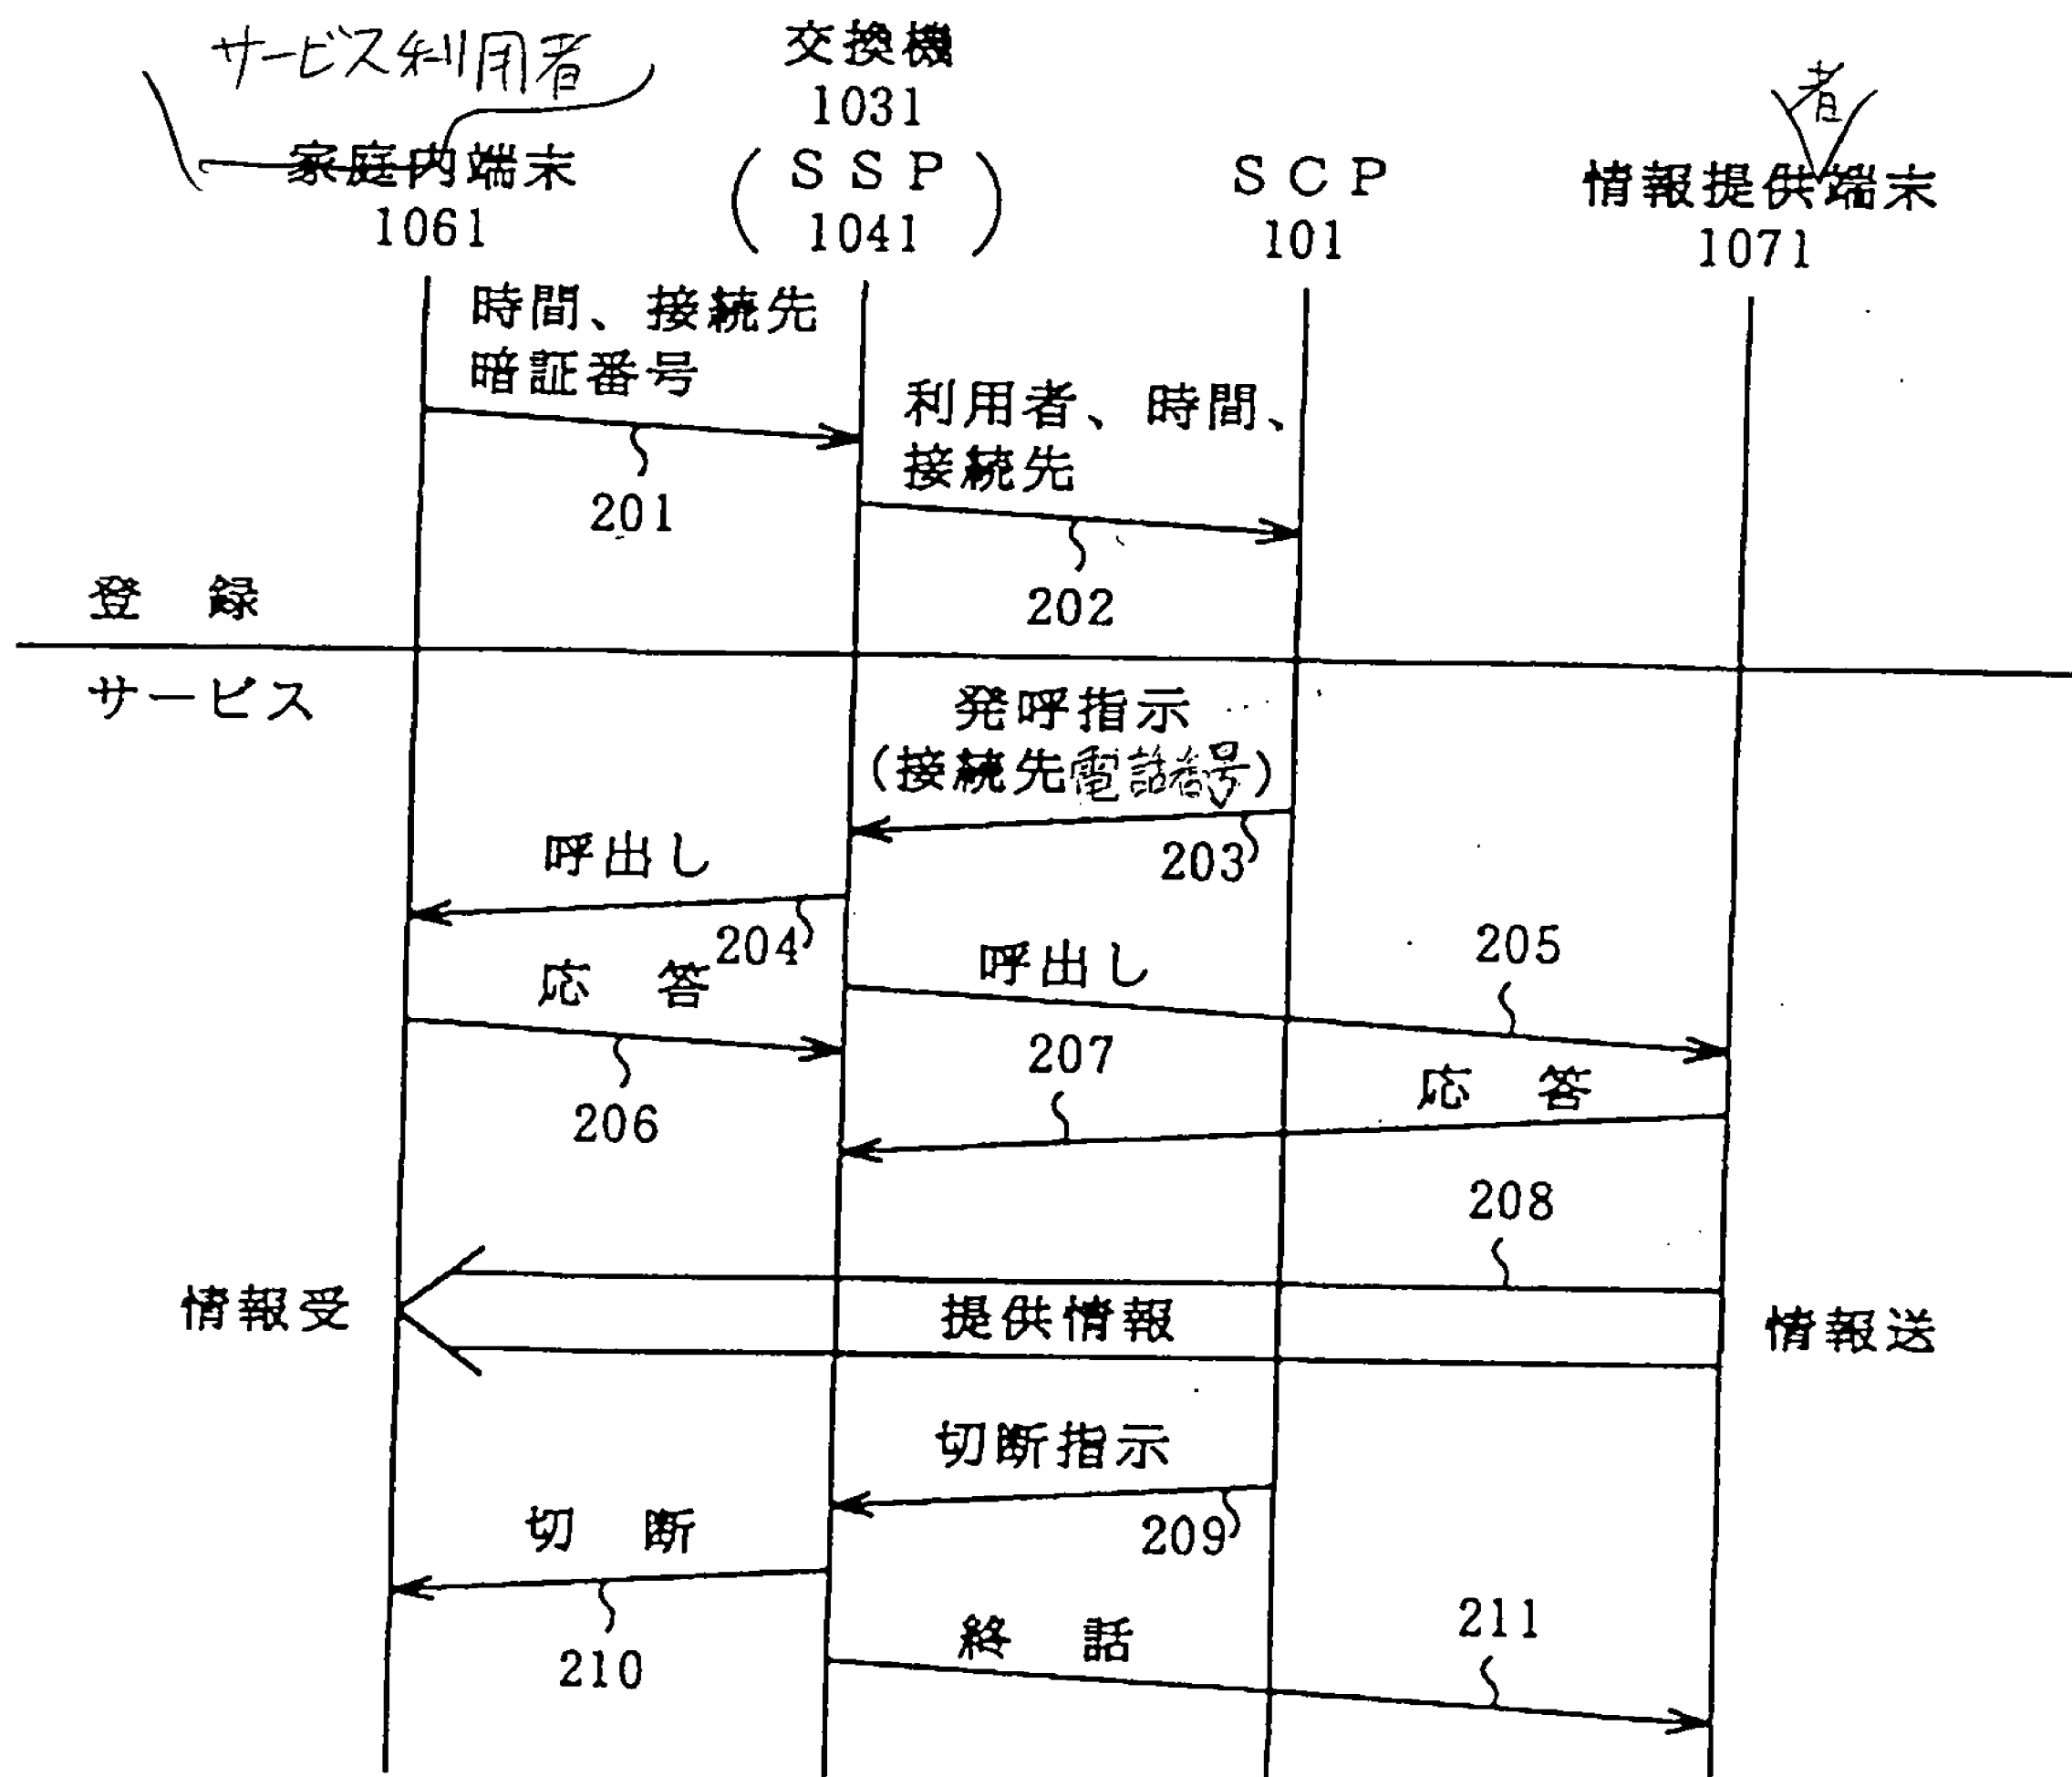 サービス利用者
家庭内端末
1061
交換機
1031
(SSP
1041)
SCP
101
者
情報提供端末
1071
時間、接続先
暗証番号
201
利用者、時間、
接続先
202
登 録
サービス
発呼指示
(接続先電話番号)
203
呼出し
204
呼出し
205
応 答
206
207
応 答
208
情報受
提供情報
情報送
切断指示
209
切 断
210
終 話
211